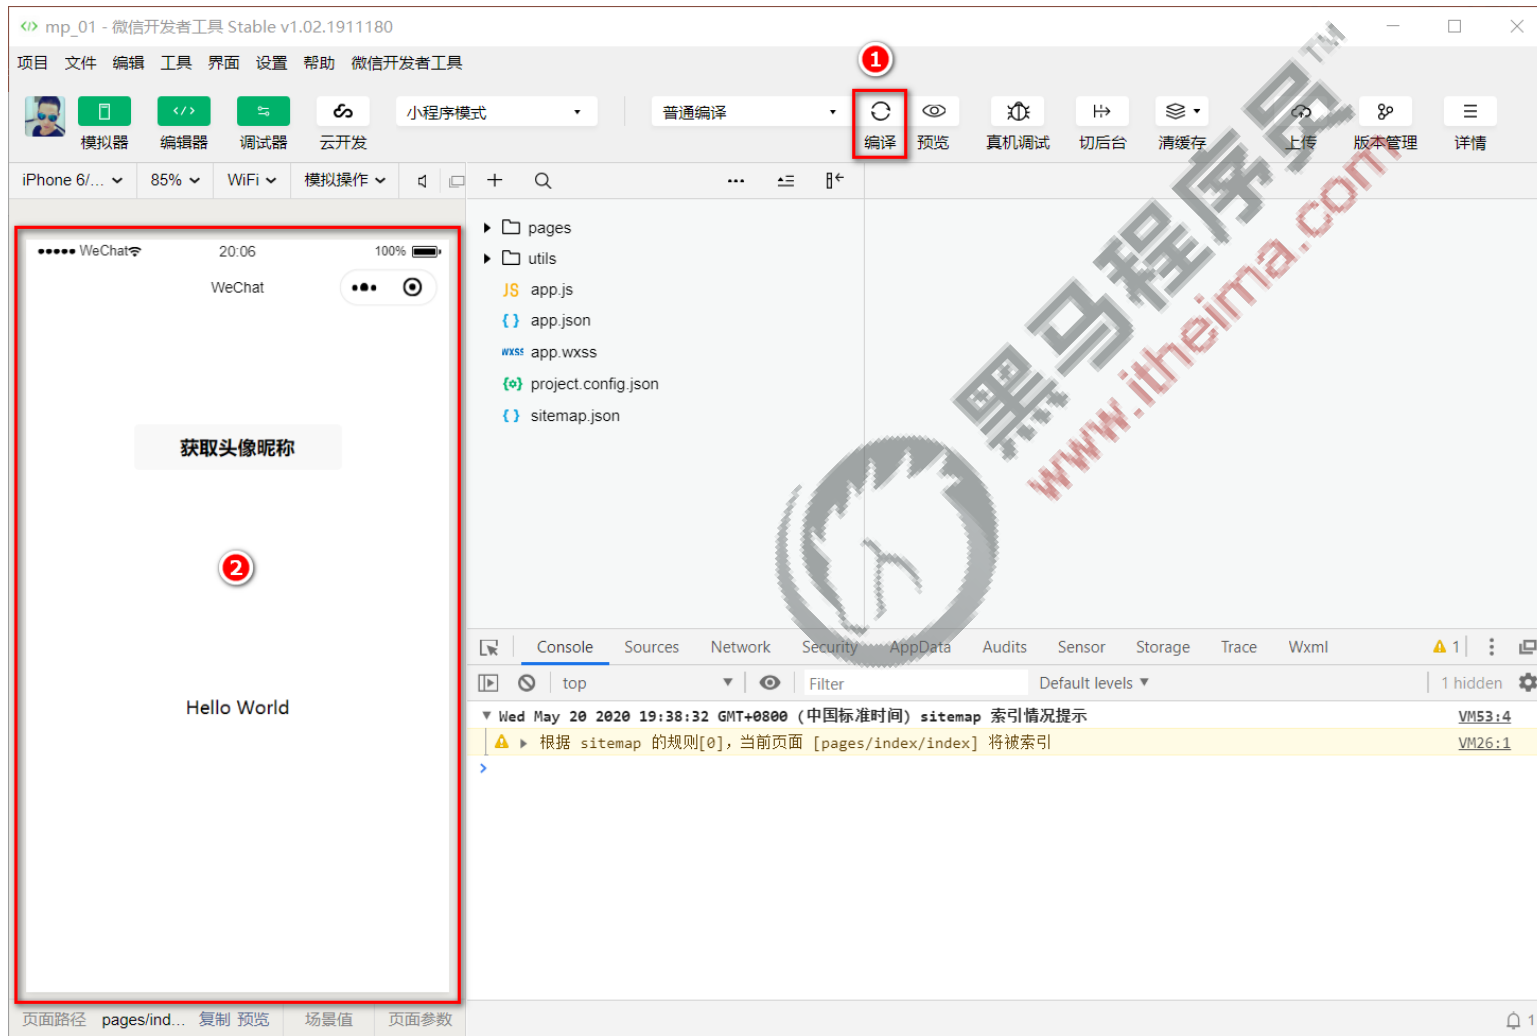 mp_01 - 微信开发者工具 Stable v1.02.1911180
项目 文件 编辑 工具 界面 设置 帮助 微信开发者工具
1
小程序模式 普通编译
模拟器 编辑器 调试器 云开发 编译 预览 真机调试 切后台 清缓存 上传 版本管理 详情
iPhone 6/... 85% WiFi 模拟操作
WeChat 20:06 100%
WeChat
获取头像昵称
2
Hello World
页面路径 pages/ind... 复制 预览 场景值 页面参数
pages
utils
JS app.js
{ } app.json
WXSS app.wxss
{ } project.config.json
{ } sitemap.json
黑马程序员™
www.itheima.com
Console Sources Network Security AppData Audits Sensor Storage Trace Wxml 1
top Filter Default levels 1 hidden
Wed May 20 2020 19:38:32 GMT+0800 (中国标准时间) sitemap 索引情况提示 VM53:4
根据 sitemap 的规则[0]，当前页面 [pages/index/index] 将被索引 VM26:1
1